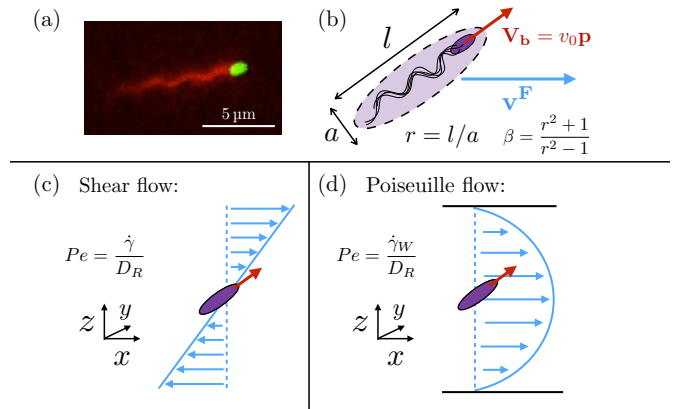 (a)
5 μm
(b)
l
a
V_b = v_0 p
v^F
r = l/a
β = (r^2 + 1)/(r^2 − 1)
(c) Shear flow:
Pe = γ̇/D_R
z
y
x
(d) Poiseuille flow:
Pe = γ̇_W/D_R
z
y
x